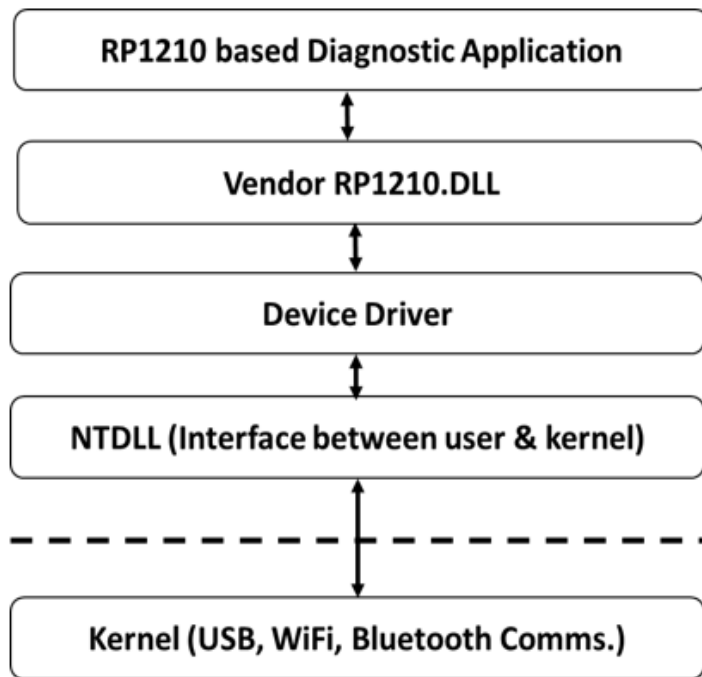 RP1210 based Diagnostic Application
Vendor RP1210.DLL
Device Driver
NTDLL (Interface between user & kernel)
Kernel (USB, WiFi, Bluetooth Comms.)